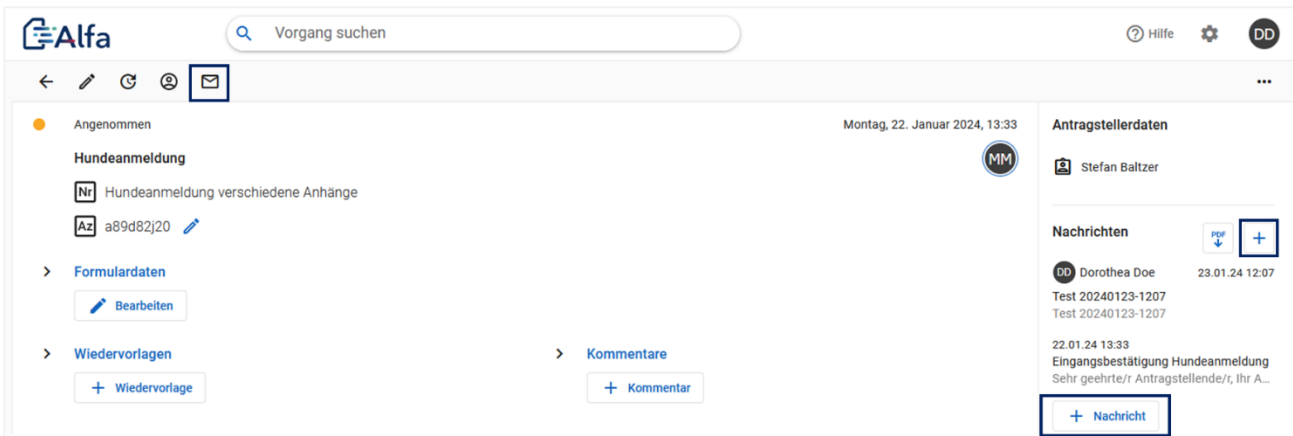 Alfa
Vorgang suchen
Hilfe
DD
Angenommen
Montag, 22. Januar 2024, 13:33
Hundeanmeldung
MM
Nr Hundeanmeldung verschiedene Anhänge
Az a89d82j20
Formulardaten
Bearbeiten
Wiedervorlagen
+ Wiedervorlage
Kommentare
+ Kommentar
Antragstellerdaten
Stefan Baltzer
Nachrichten
PDF
+
DD Dorothea Doe 23.01.24 12:07
Test 20240123-1207
Test 20240123-1207
22.01.24 13:33
Eingangsbestätigung Hundeanmeldung
Sehr geehrte/r Antragstellende/r, Ihr A...
+ Nachricht